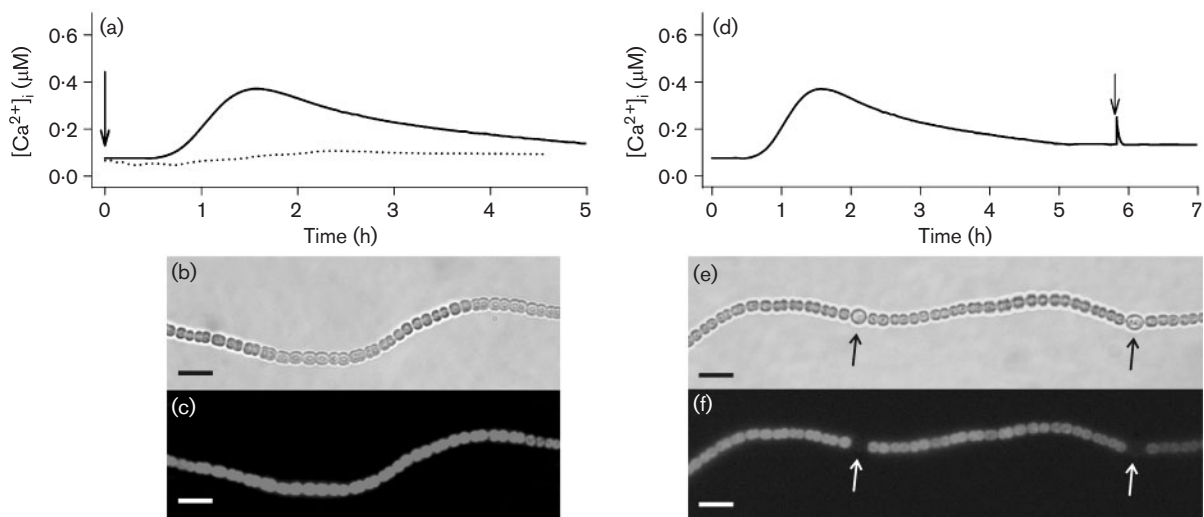 (a)
0·6
0·4
0·2
0·0
[Ca²⁺]ᵢ (µM)
0 1 2 3 4 5
Time (h)
(b)
(c)
(d)
0·6
0·4
0·2
0·0
[Ca²⁺]ᵢ (µM)
0 1 2 3 4 5 6 7
Time (h)
(e)
(f)